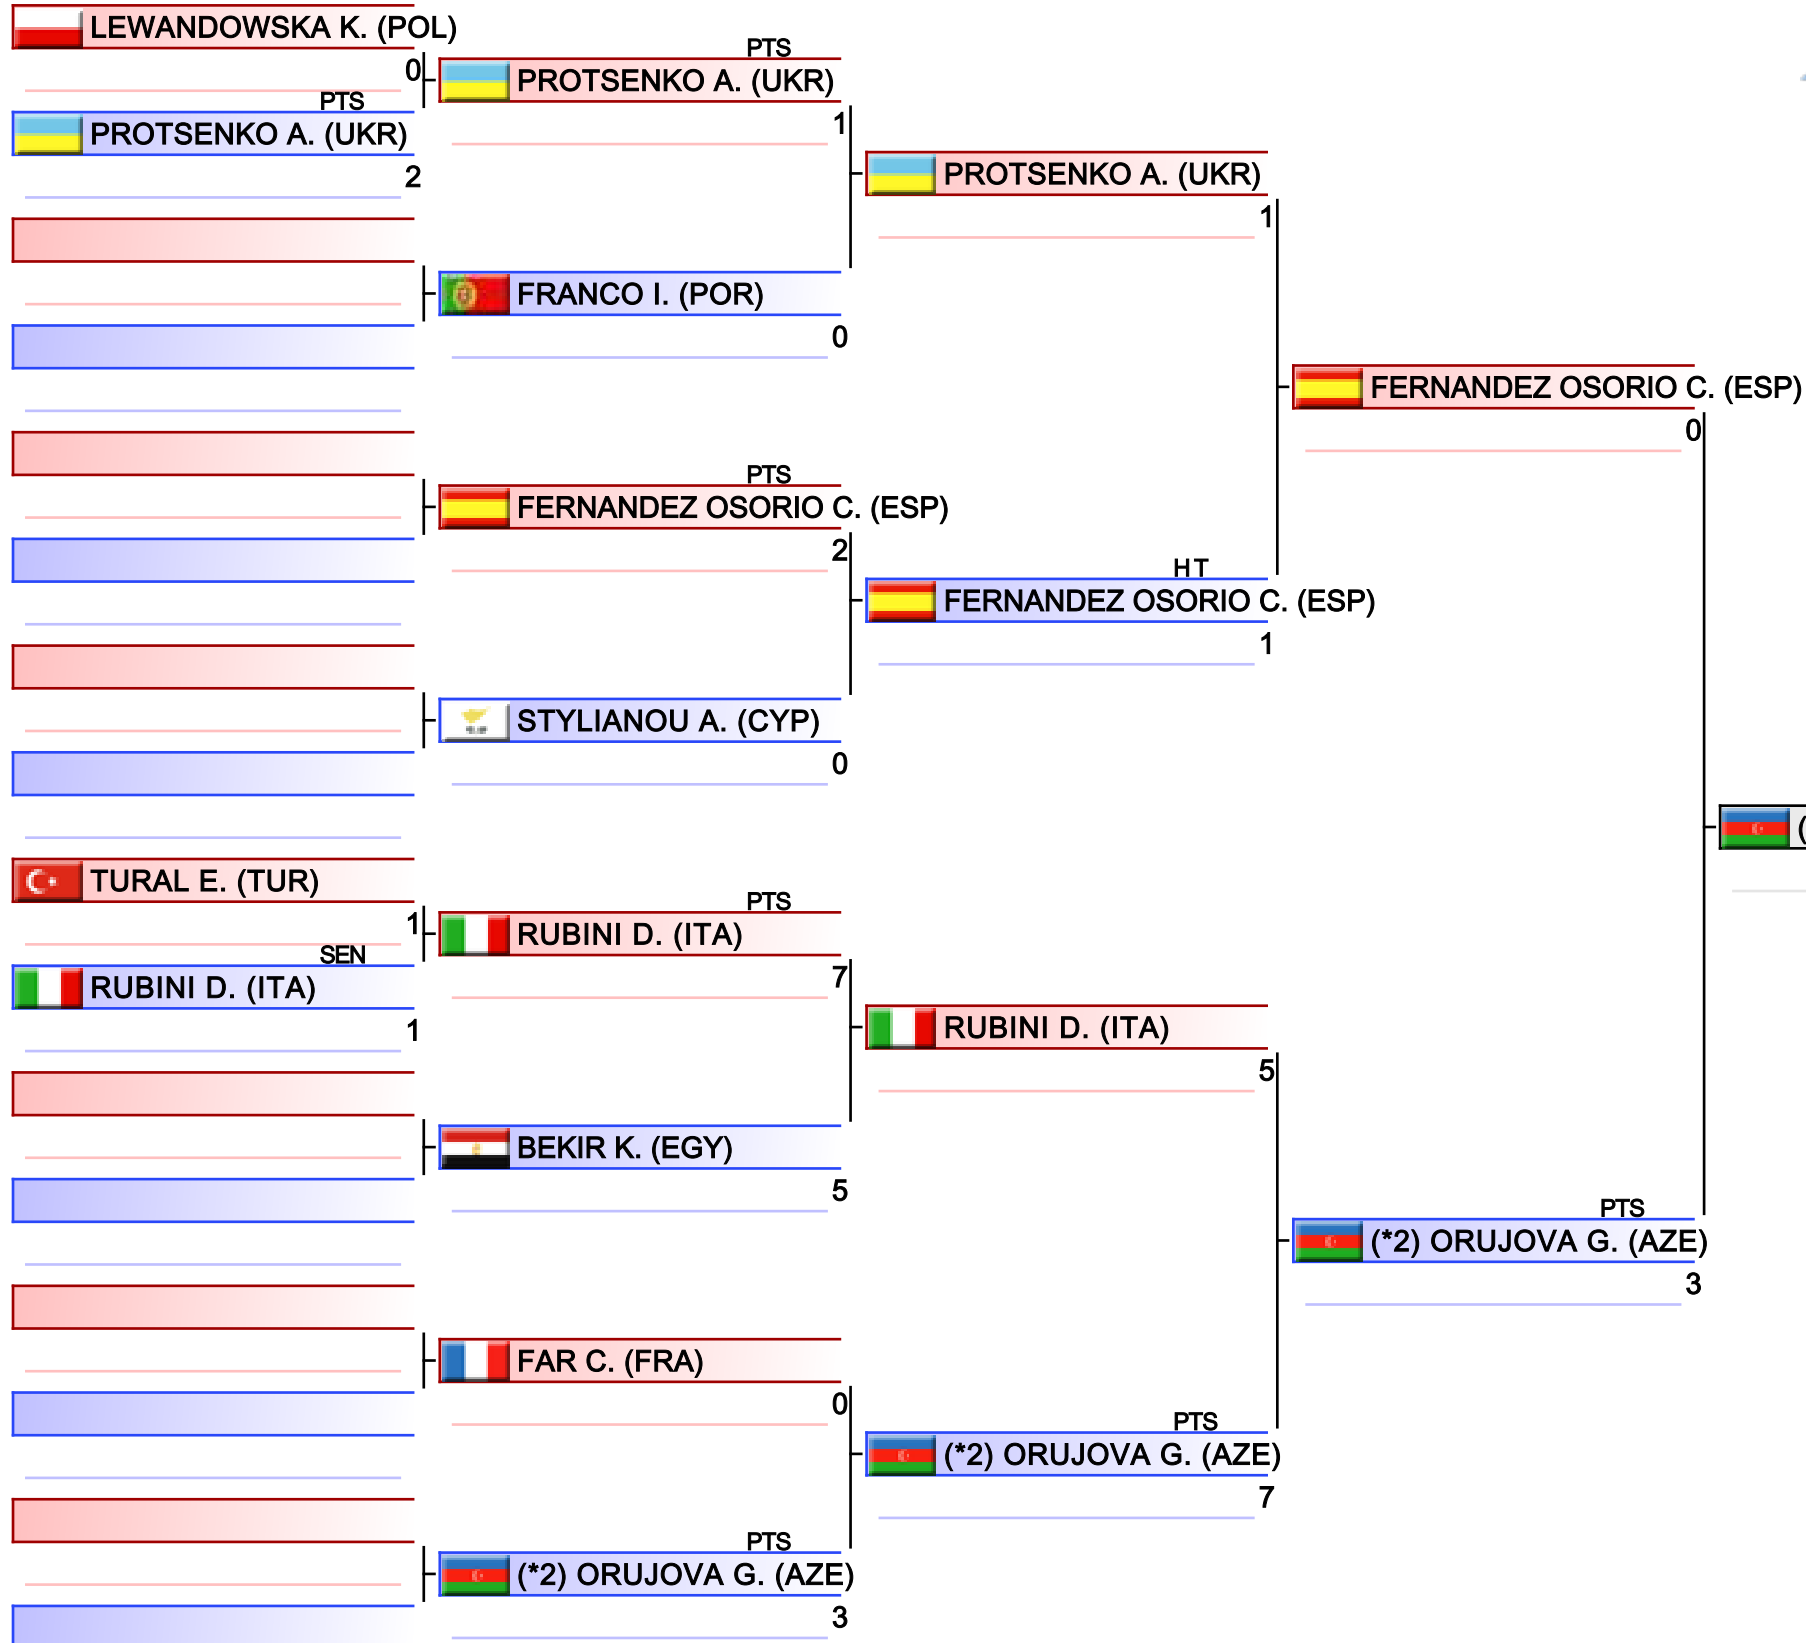 LEWANDOWSKA K. (POL)
0
PTS
PROTSENKO A. (UKR)
2
TURAL E. (TUR)
1
SEN
RUBINI D. (ITA)
1
PTS
PROTSENKO A. (UKR)
1
FRANCO I. (POR)
0
PTS
FERNANDEZ OSORIO C. (ESP)
2
STYLIANOU A. (CYP)
0
PTS
RUBINI D. (ITA)
7
BEKIR K. (EGY)
5
FAR C. (FRA)
0
PTS
(*2) ORUJOVA G. (AZE)
3
PROTSENKO A. (UKR)
1
HT
FERNANDEZ OSORIO C. (ESP)
1
RUBINI D. (ITA)
5
PTS
(*2) ORUJOVA G. (AZE)
7
FERNANDEZ OSORIO C. (ESP)
0
PTS
(*2) ORUJOVA G. (AZE)
3
(